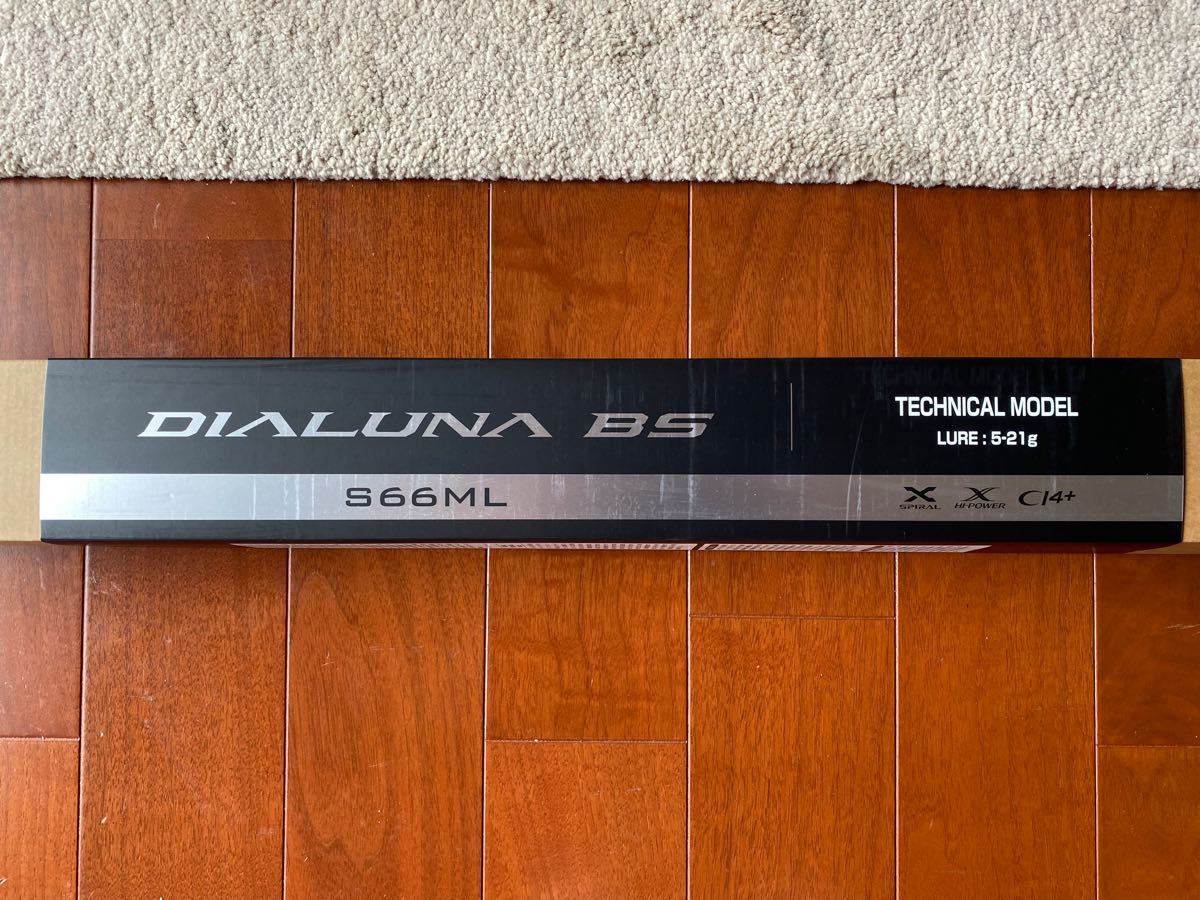 DIALUNA BS
TECHNICAL MODEL
LURE : 5-21g
S66ML
X SPIRAL X HI-POWER CI4+